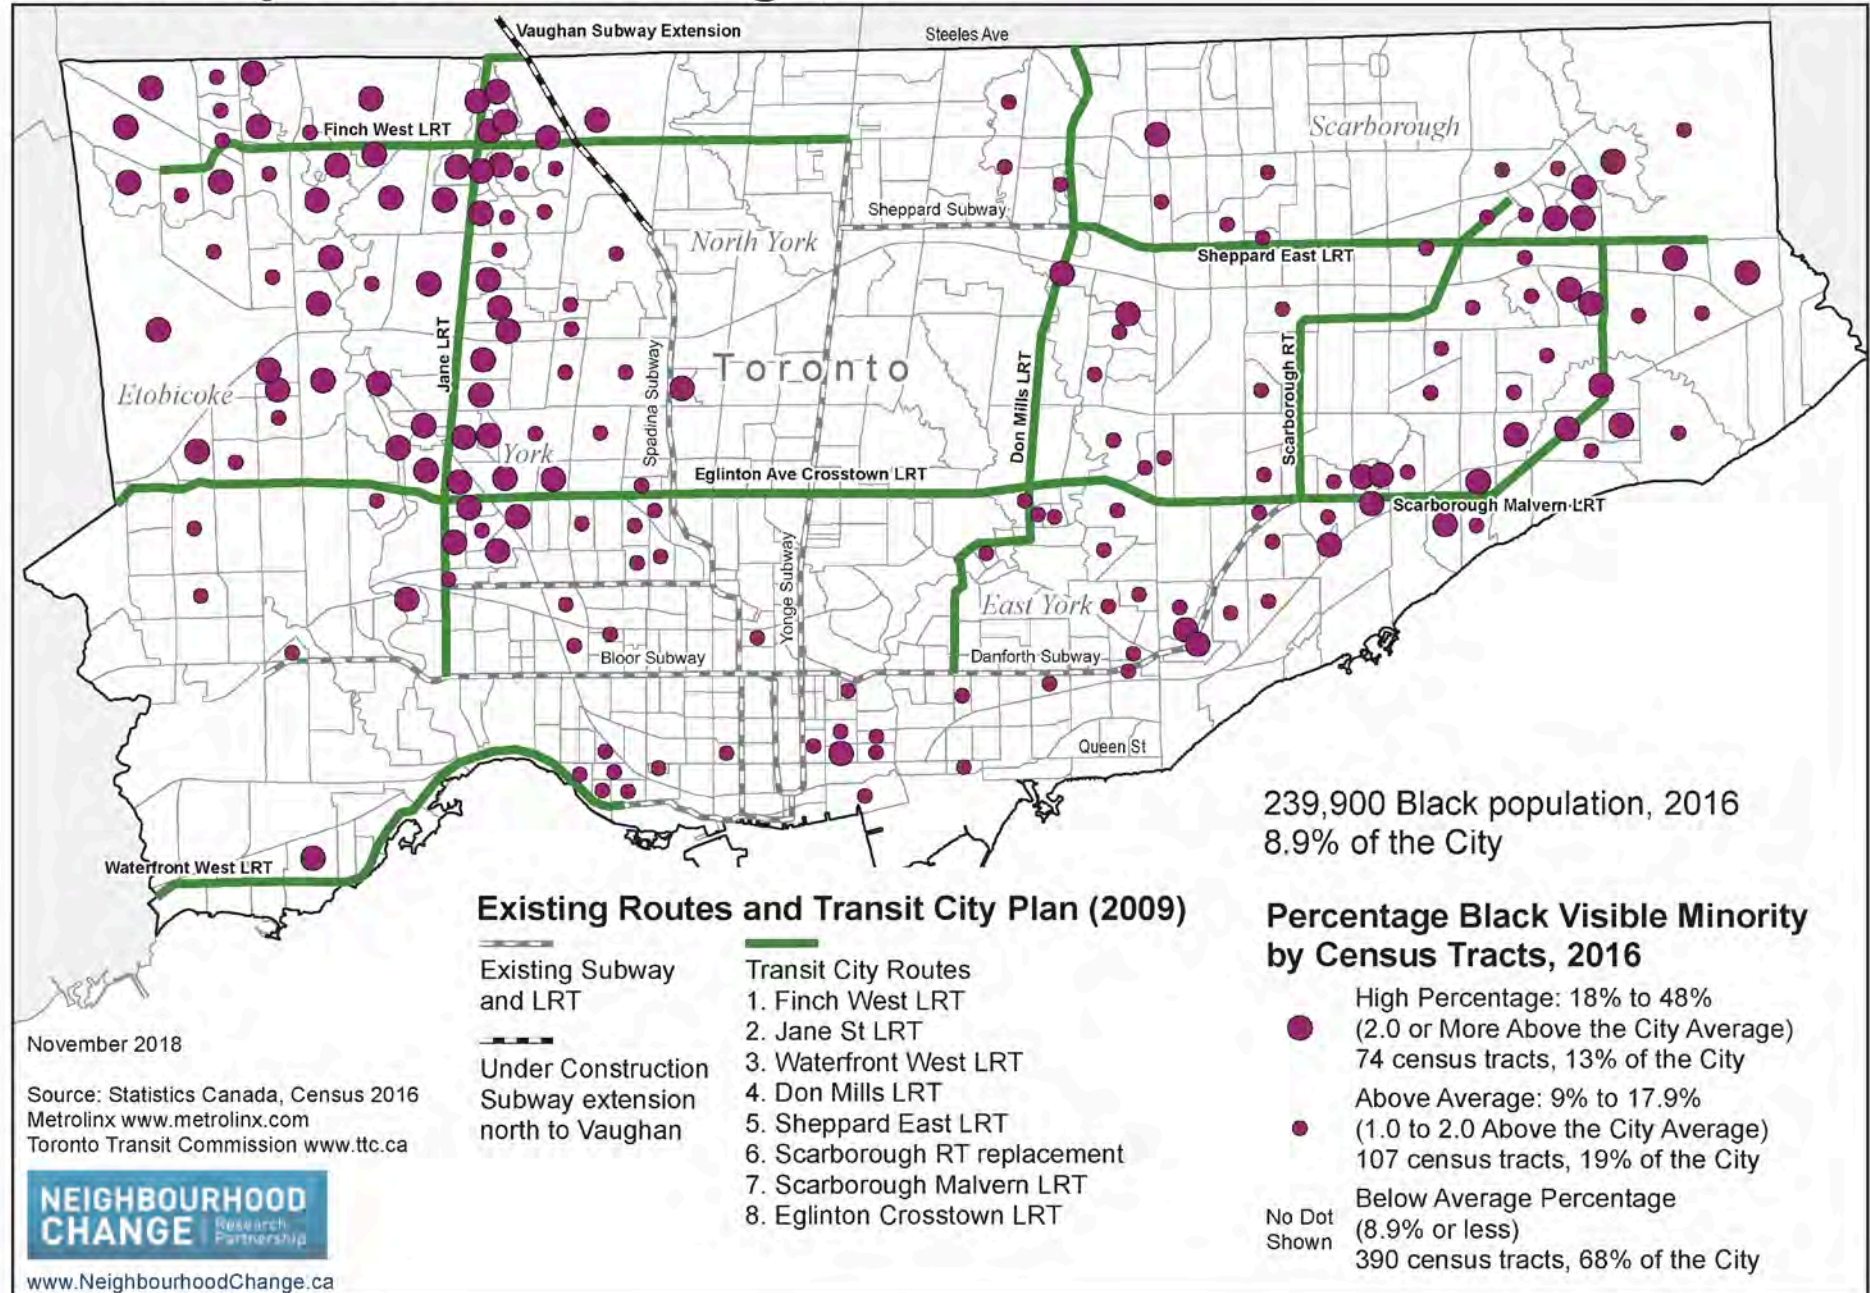 Vaughan Subway Extension
Steeles Ave
Scarborough
Finch West LRT
Sheppard Subway
North York
Sheppard East LRT
Jane LRT
Spadina Subway
Toronto
Don Mills LRT
Scarborough RT
Etobicoke
York
Eglinton Ave Crosstown LRT
Scarborough Malvern LRT
Yonge Subway
East York
Bloor Subway
Danforth Subway
Queen St
Waterfront West LRT
239,900 Black population, 2016
8.9% of the City
Existing Routes and Transit City Plan (2009)
Existing Subway
and LRT
Under Construction
Subway extension
north to Vaughan
Transit City Routes
1. Finch West LRT
2. Jane St LRT
3. Waterfront West LRT
4. Don Mills LRT
5. Sheppard East LRT
6. Scarborough RT replacement
7. Scarborough Malvern LRT
8. Eglinton Crosstown LRT
Percentage Black Visible Minority
by Census Tracts, 2016
High Percentage: 18% to 48%
(2.0 or More Above the City Average)
74 census tracts, 13% of the City
Above Average: 9% to 17.9%
(1.0 to 2.0 Above the City Average)
107 census tracts, 19% of the City
No Dot
Shown
Below Average Percentage
(8.9% or less)
390 census tracts, 68% of the City
November 2018
Source: Statistics Canada, Census 2016
Metrolinx www.metrolinx.com
Toronto Transit Commission www.ttc.ca
NEIGHBOURHOOD
CHANGE Research
Partnership
www.NeighbourhoodChange.ca